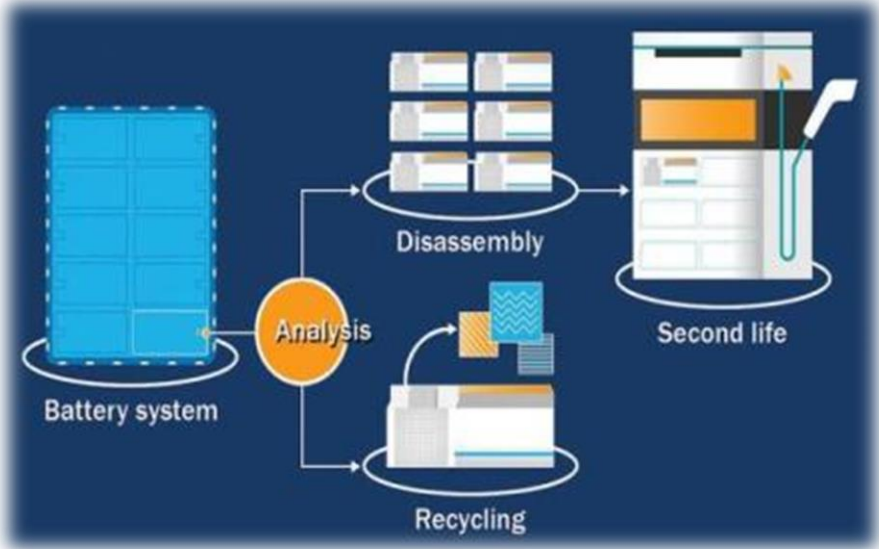 Disassembly
Second life
Analysis
Battery system
Recycling